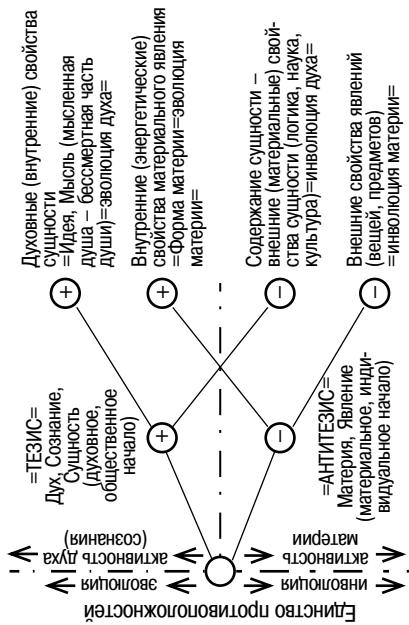 Единство противоположностей
эволюция
инволюция
активность духа
(сознания)
активность
материи
=ТЕЗИС=
Дух, Сознание,
Сущность
(духовное,
общественное
начало)
=АНТИТЕЗИС=
Материя, Явление
(материальное, инди-
видуальное начало)
+
–
+
+
–
–
Духовные (внутренние) свойства
сущности
=Идея, Мысль (мысленная
душа – бессмертная часть
души)=эволюция духа=
Внутренние (энергетические)
свойства материального явления
=Форма материи=эволюция
материи=
Содержание сущности –
внешние (материальные) свой-
ства сущности (логика, наука,
культура)=инволюция духа=
Внешние свойства явлений
(вещей, предметов)
=инволюция материи=